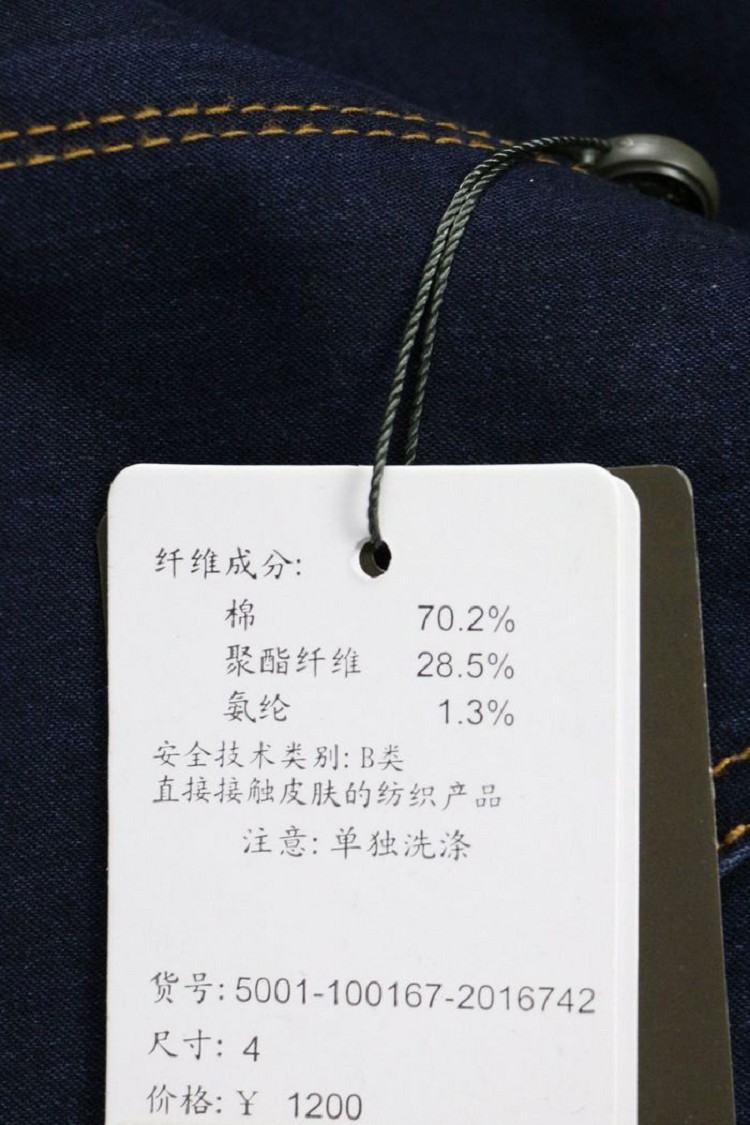 纤维成分:
棉 70.2%
聚酯纤维 28.5%
氨纶 1.3%
安全技术类别: B类
直接接触皮肤的纺织产品
注意: 单独洗涤
货号: 5001-100167-2016742
尺寸: 4
价格: ¥ 1200